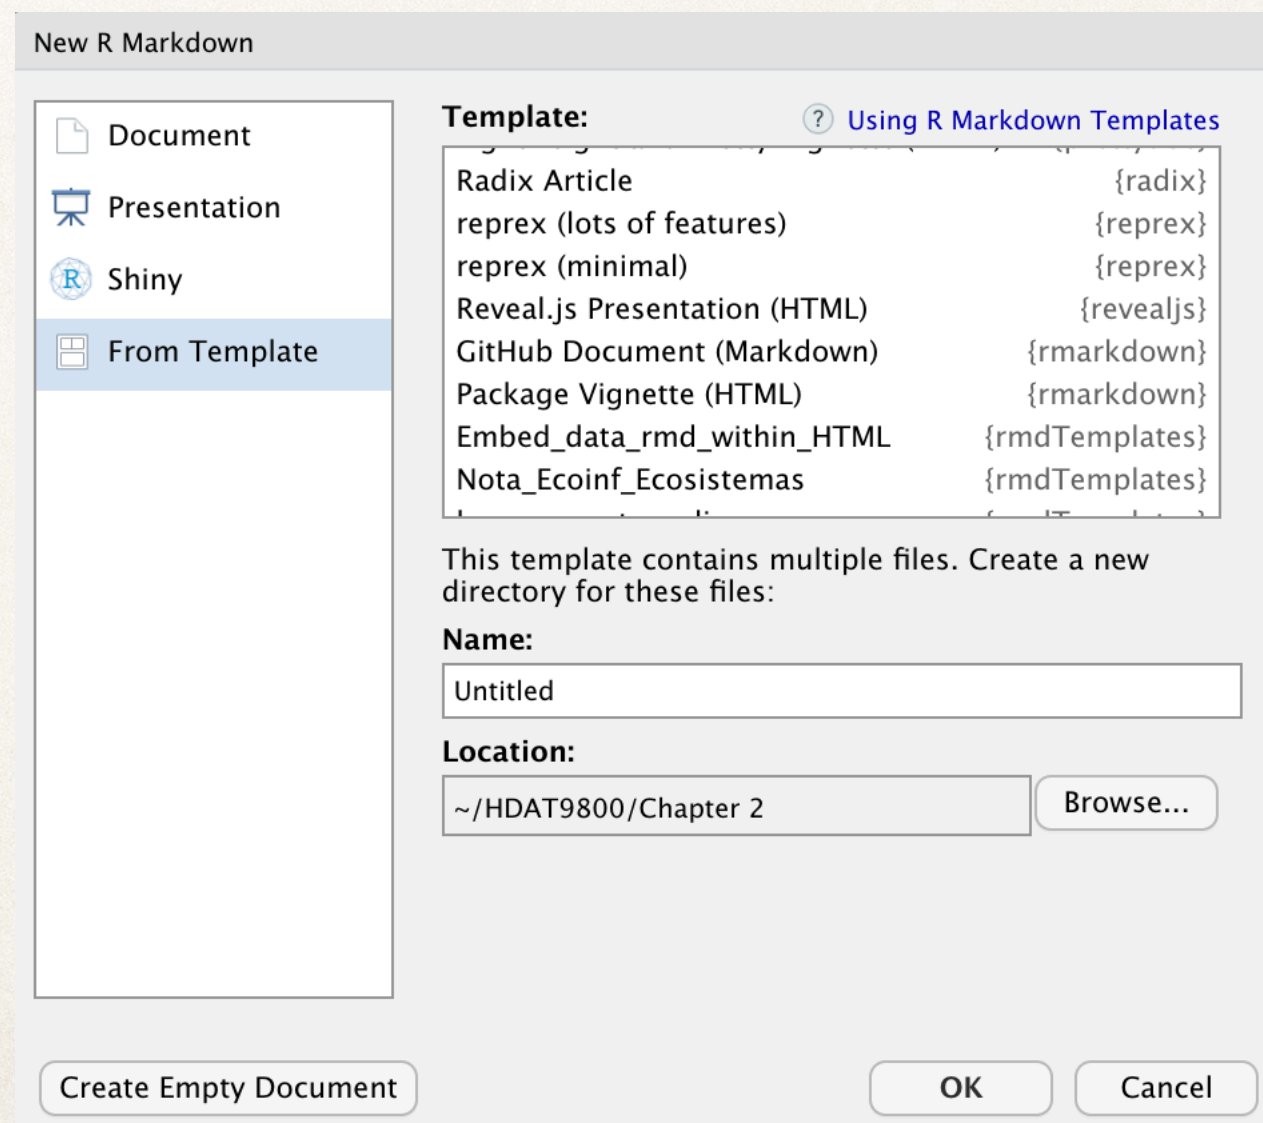 New R Markdown
Document
Presentation
Shiny
From Template
Template:
? Using R Markdown Templates
Radix Article {radix}
reprex (lots of features) {reprex}
reprex (minimal) {reprex}
Reveal.js Presentation (HTML) {revealjs}
GitHub Document (Markdown) {rmarkdown}
Package Vignette (HTML) {rmarkdown}
Embed_data_rmd_within_HTML {rmdTemplates}
Nota_Ecoinf_Ecosistemas {rmdTemplates}
This template contains multiple files. Create a new
directory for these files:
Name:
Untitled
Location:
~/HDAT9800/Chapter 2
Browse...
Create Empty Document
OK
Cancel